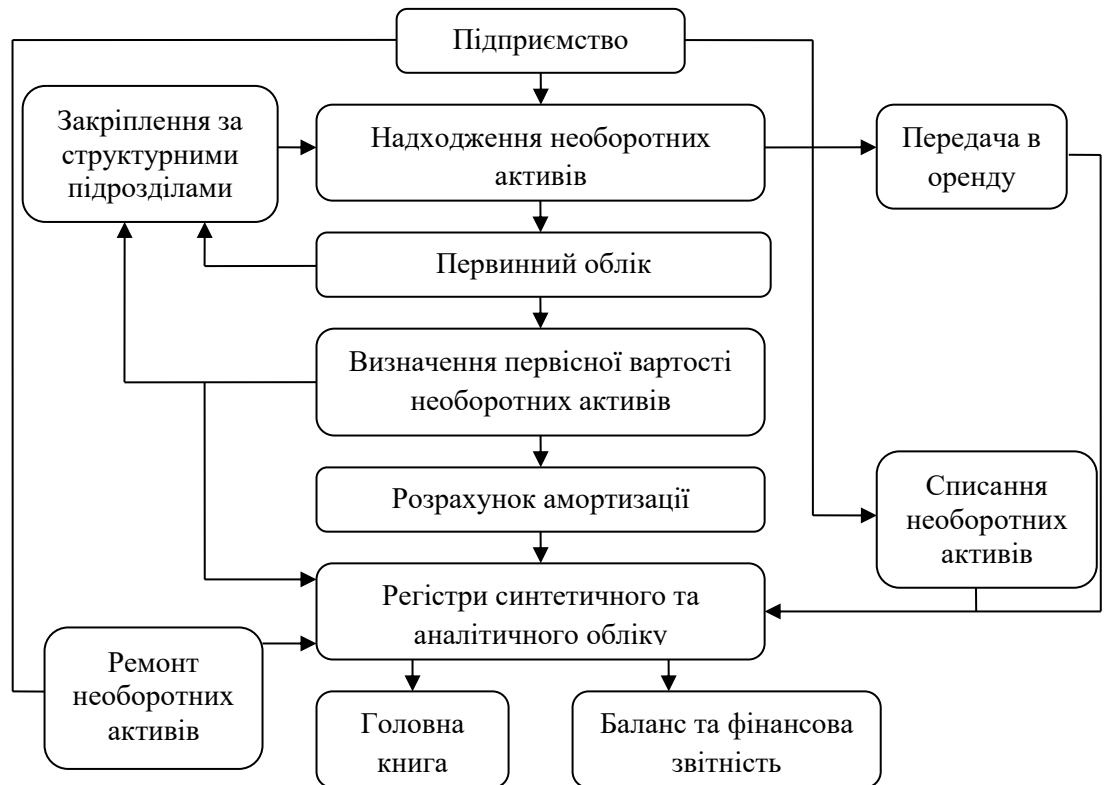 Підприємство
Закріплення за
структурними
підрозділами
Надходження необоротних
активів
Передача в
оренду
Первинний облік
Визначення первісної вартості
необоротних активів
Розрахунок амортизації
Списання
необоротних
активів
Регістри синтетичного та
аналітичного обліку
Ремонт
необоротних
активів
Головна
книга
Баланс та фінансова
звітність